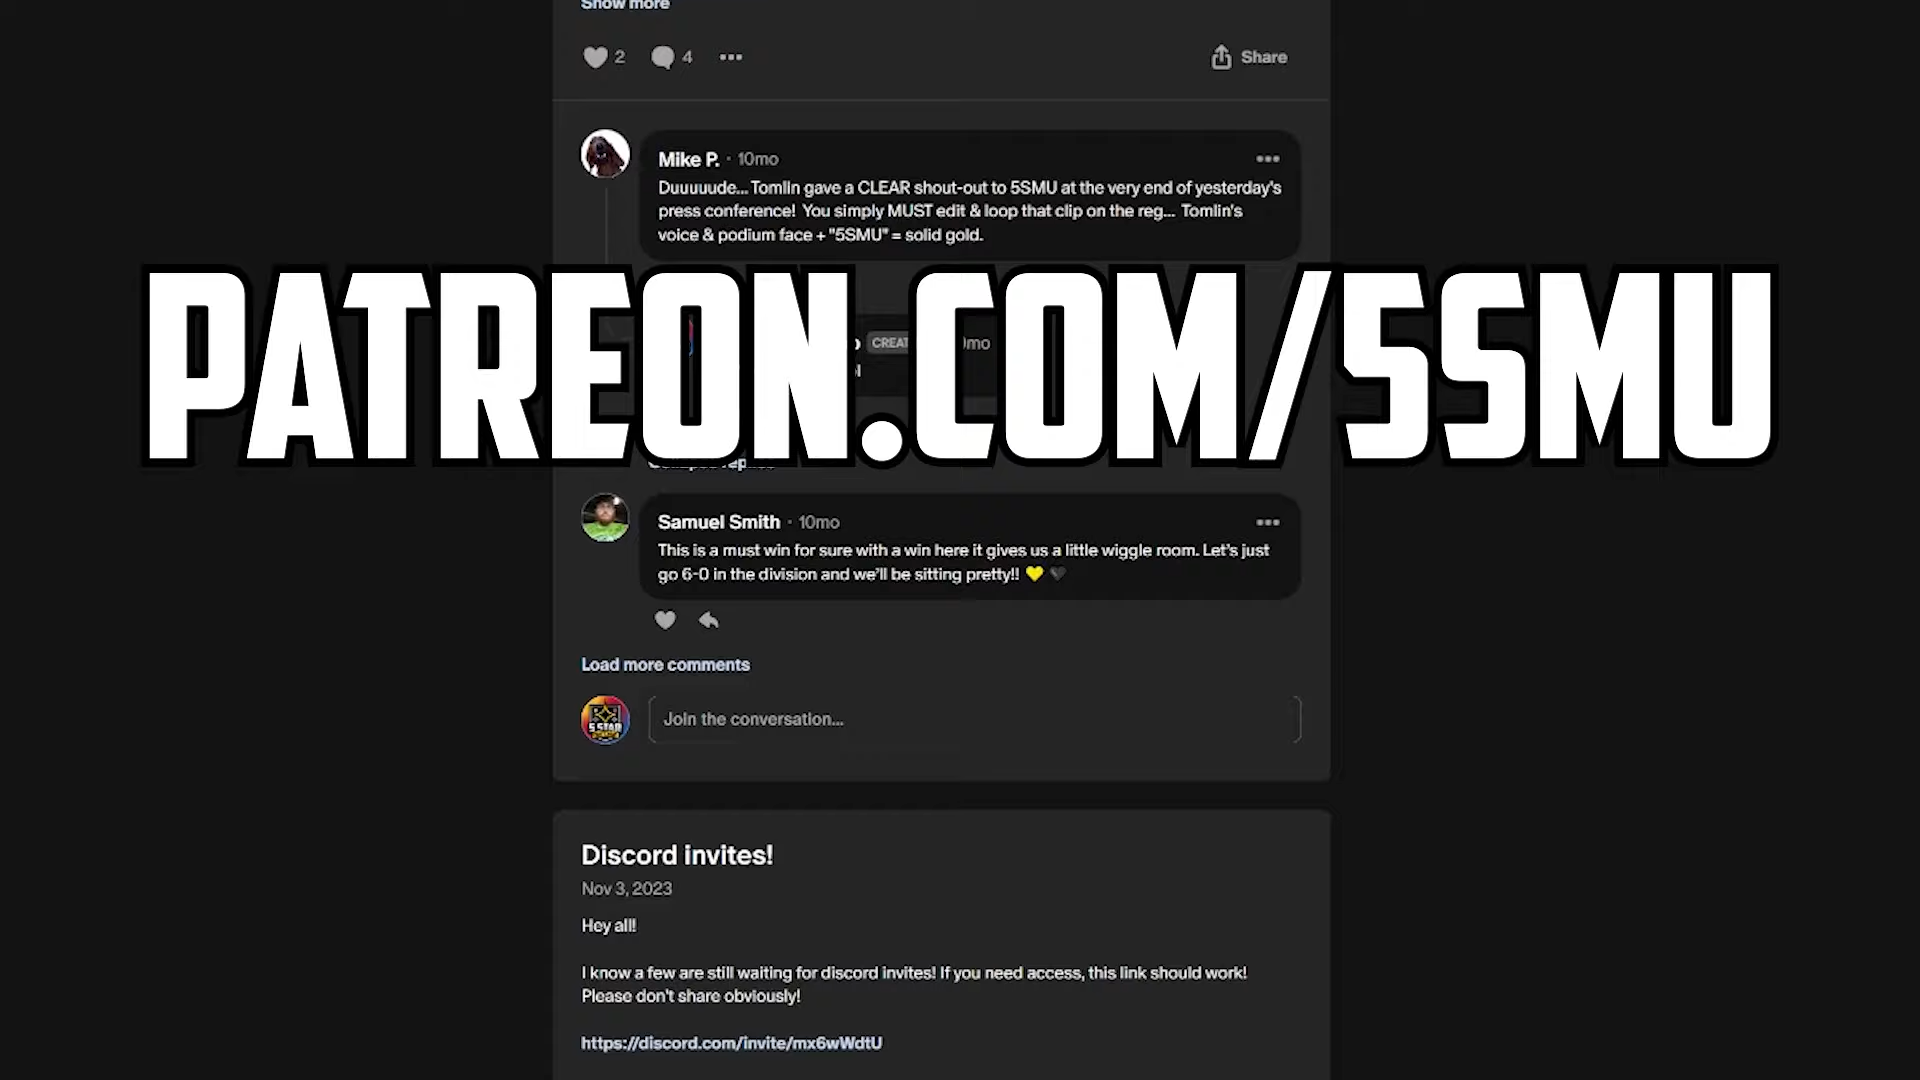 Show more
2 4 Share
Mike P. · 10mo
Duuuuude... Tomlin gave a CLEAR shout-out to 5SMU at the very end of yesterday's
press conference! You simply MUST edit & loop that clip on the reg... Tomlin's
voice & podium face + "5SMU" = solid gold.
PATREON.COM/5SMU
Samuel Smith · 10mo
This is a must win for sure with a win here it gives us a little wiggle room. Let's just
go 6-0 in the division and we'll be sitting pretty!! 💛 🖤
Load more comments
5 STAR
Join the conversation...
Discord invites!
Nov 3, 2023
Hey all!
I know a few are still waiting for discord invites! If you need access, this link should work!
Please don't share obviously!
https://discord.com/invite/mx6wWdtU